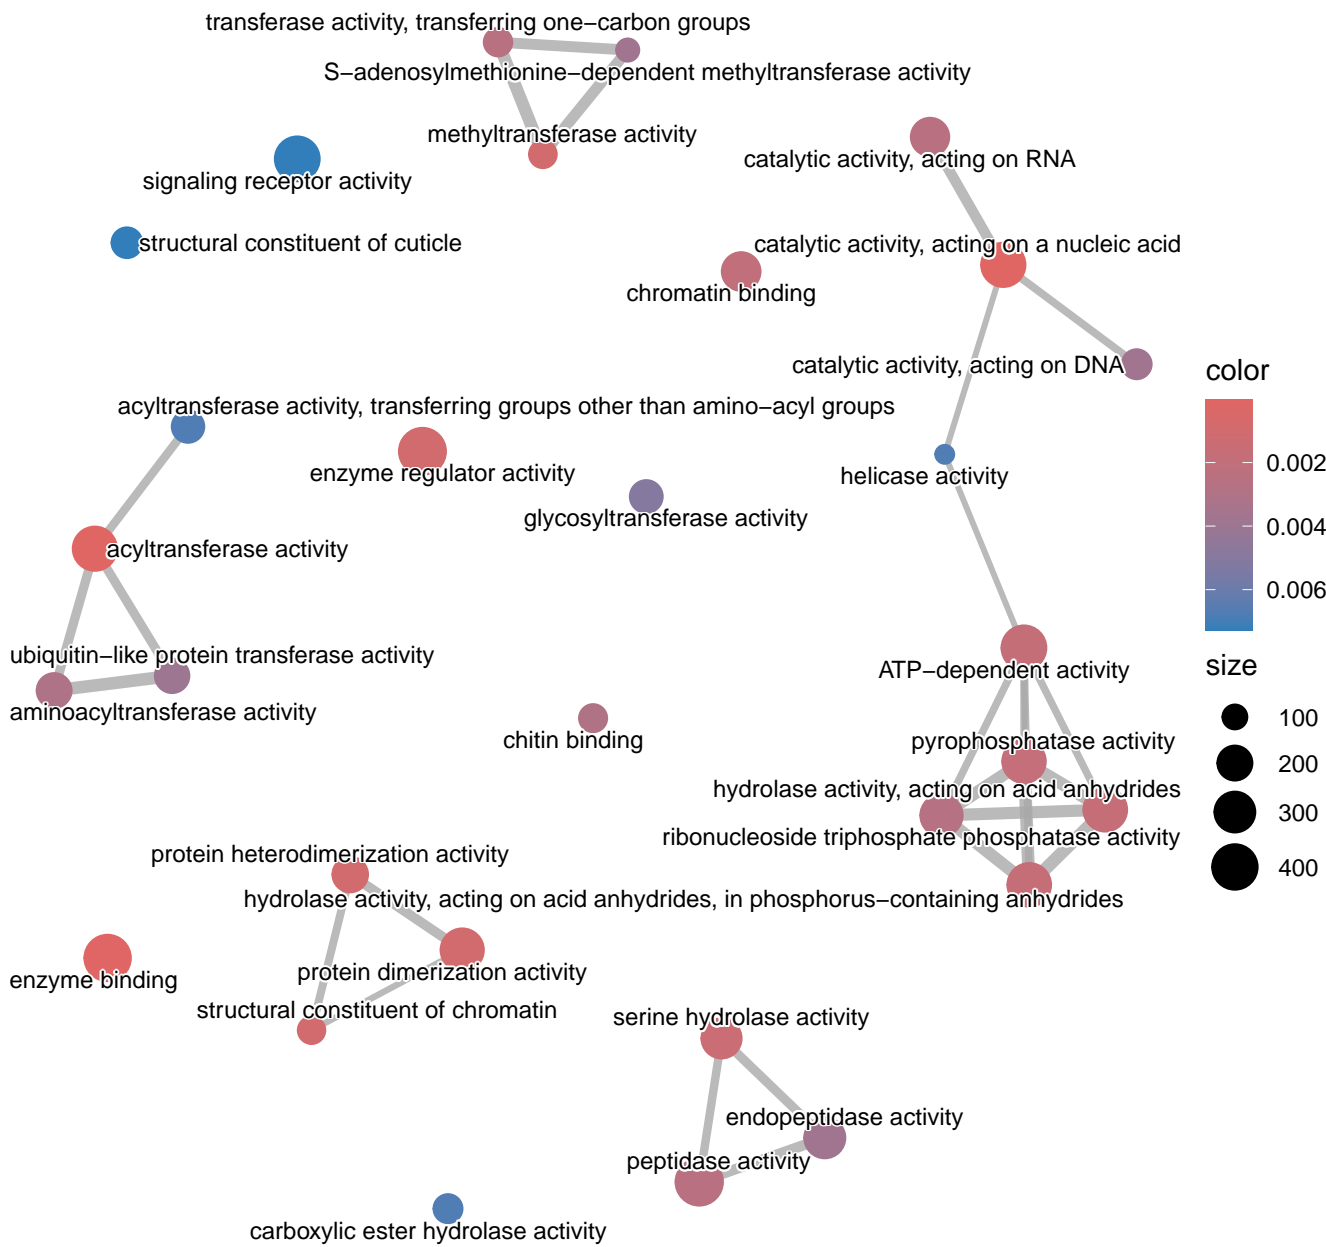 transferase activity, transferring one−carbon groups
S−adenosylmethionine−dependent methyltransferase activity
methyltransferase activity
catalytic activity, acting on RNA
signaling receptor activity
structural constituent of cuticle
catalytic activity, acting on a nucleic acid
chromatin binding
catalytic activity, acting on DNA
color
0.002
0.004
0.006
acyltransferase activity, transferring groups other than amino−acyl groups
enzyme regulator activity
helicase activity
glycosyltransferase activity
acyltransferase activity
ubiquitin−like protein transferase activity
aminoacyltransferase activity
ATP−dependent activity
size
100
200
300
400
chitin binding
pyrophosphatase activity
hydrolase activity, acting on acid anhydrides
ribonucleoside triphosphate phosphatase activity
protein heterodimerization activity
hydrolase activity, acting on acid anhydrides, in phosphorus−containing anhydrides
protein dimerization activity
enzyme binding
structural constituent of chromatin
serine hydrolase activity
endopeptidase activity
peptidase activity
carboxylic ester hydrolase activity